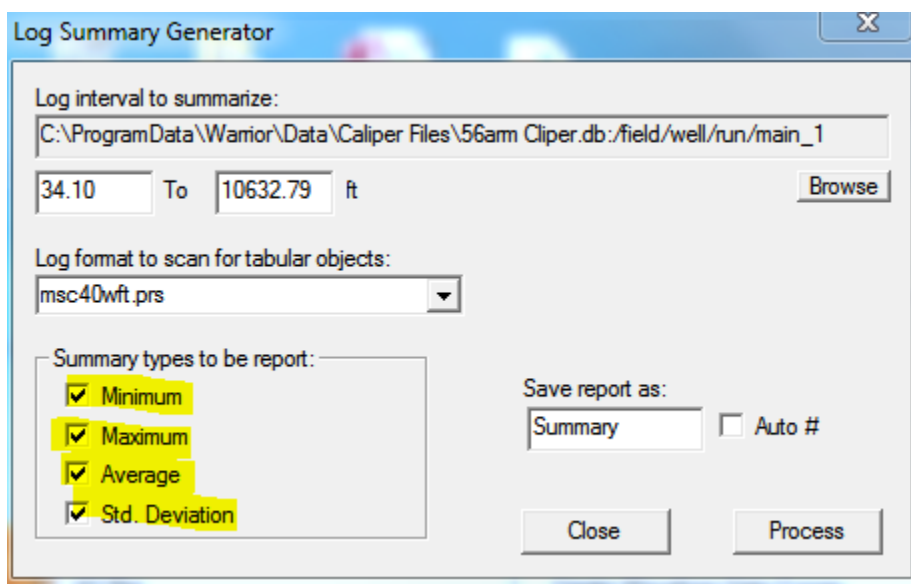 Log Summary Generator
Log interval to summarize:
C:\ProgramData\Warrior\Data\Caliper Files\56arm Cliper.db:/field/well/run/main_1
34.10 To 10632.79 ft Browse
Log format to scan for tabular objects:
msc40wft.prs
Summary types to be report:
Minimum
Maximum
Average
Std. Deviation
Save report as:
Summary Auto #
Close Process